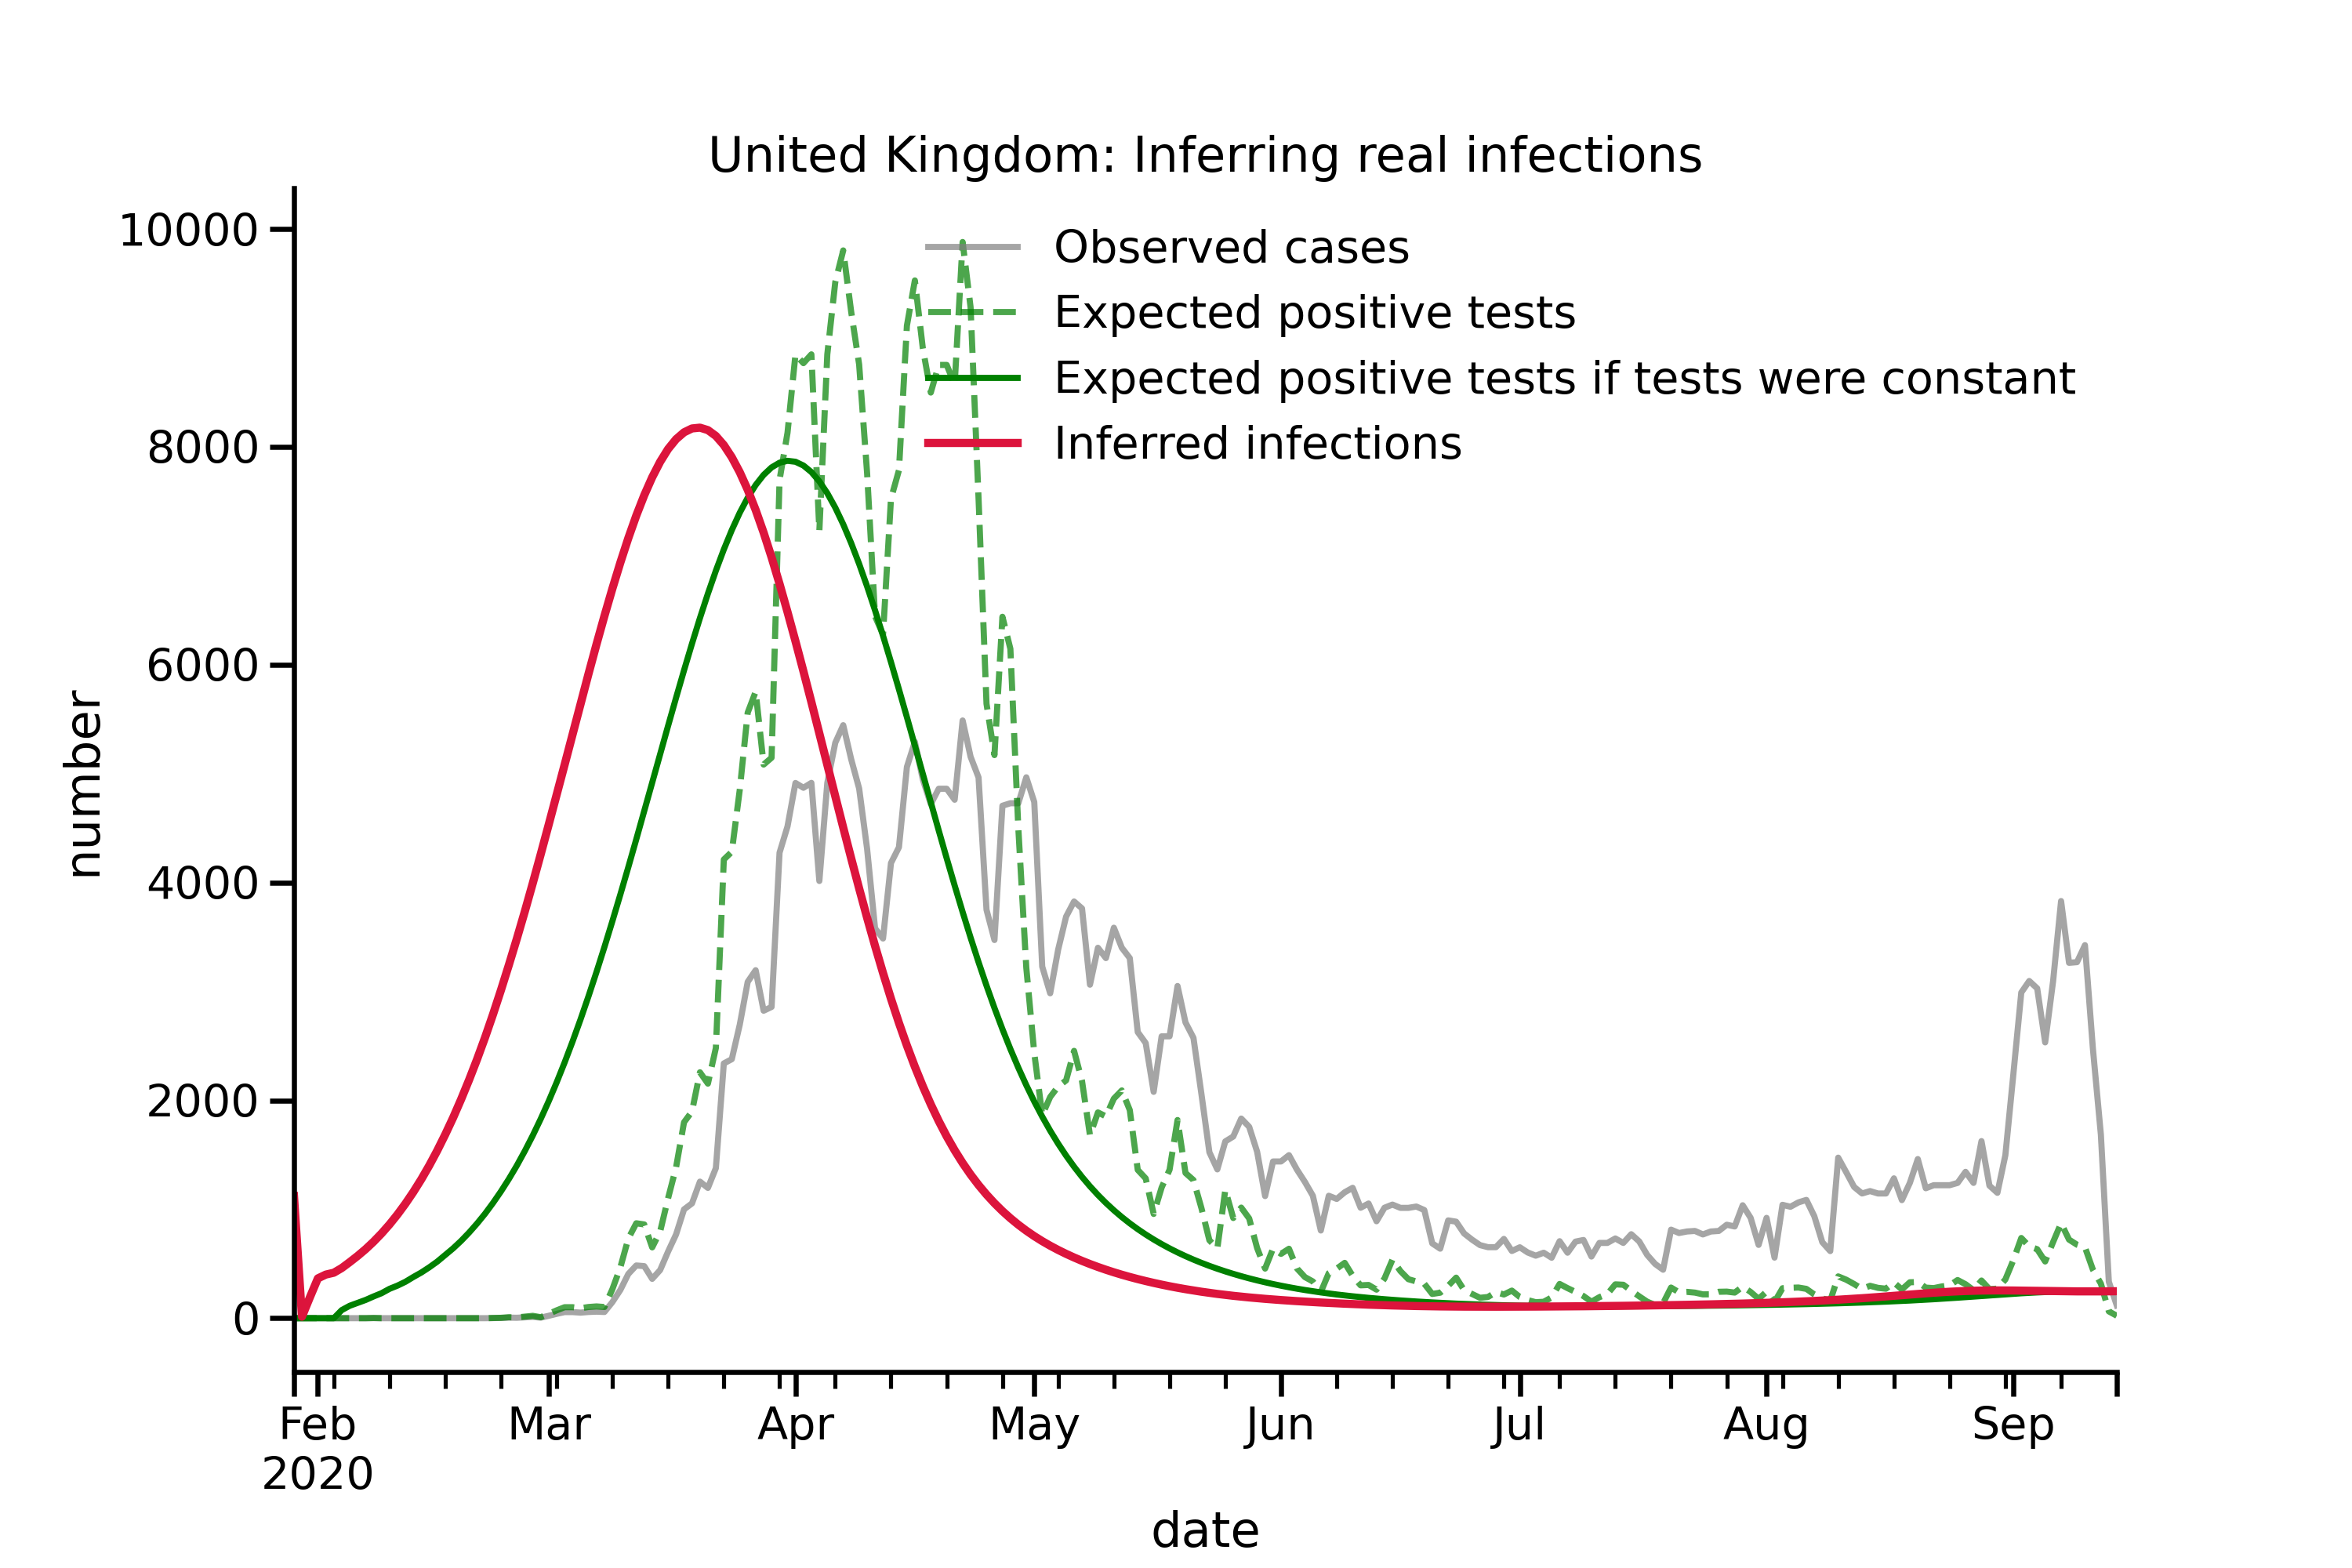 United Kingdom: Inferring real infections
10000
8000
6000
4000
2000
0
number
Observed cases
Expected positive tests
Expected positive tests if tests were constant
Inferred infections
Feb Mar Apr May Jun Jul Aug Sep
2020
date